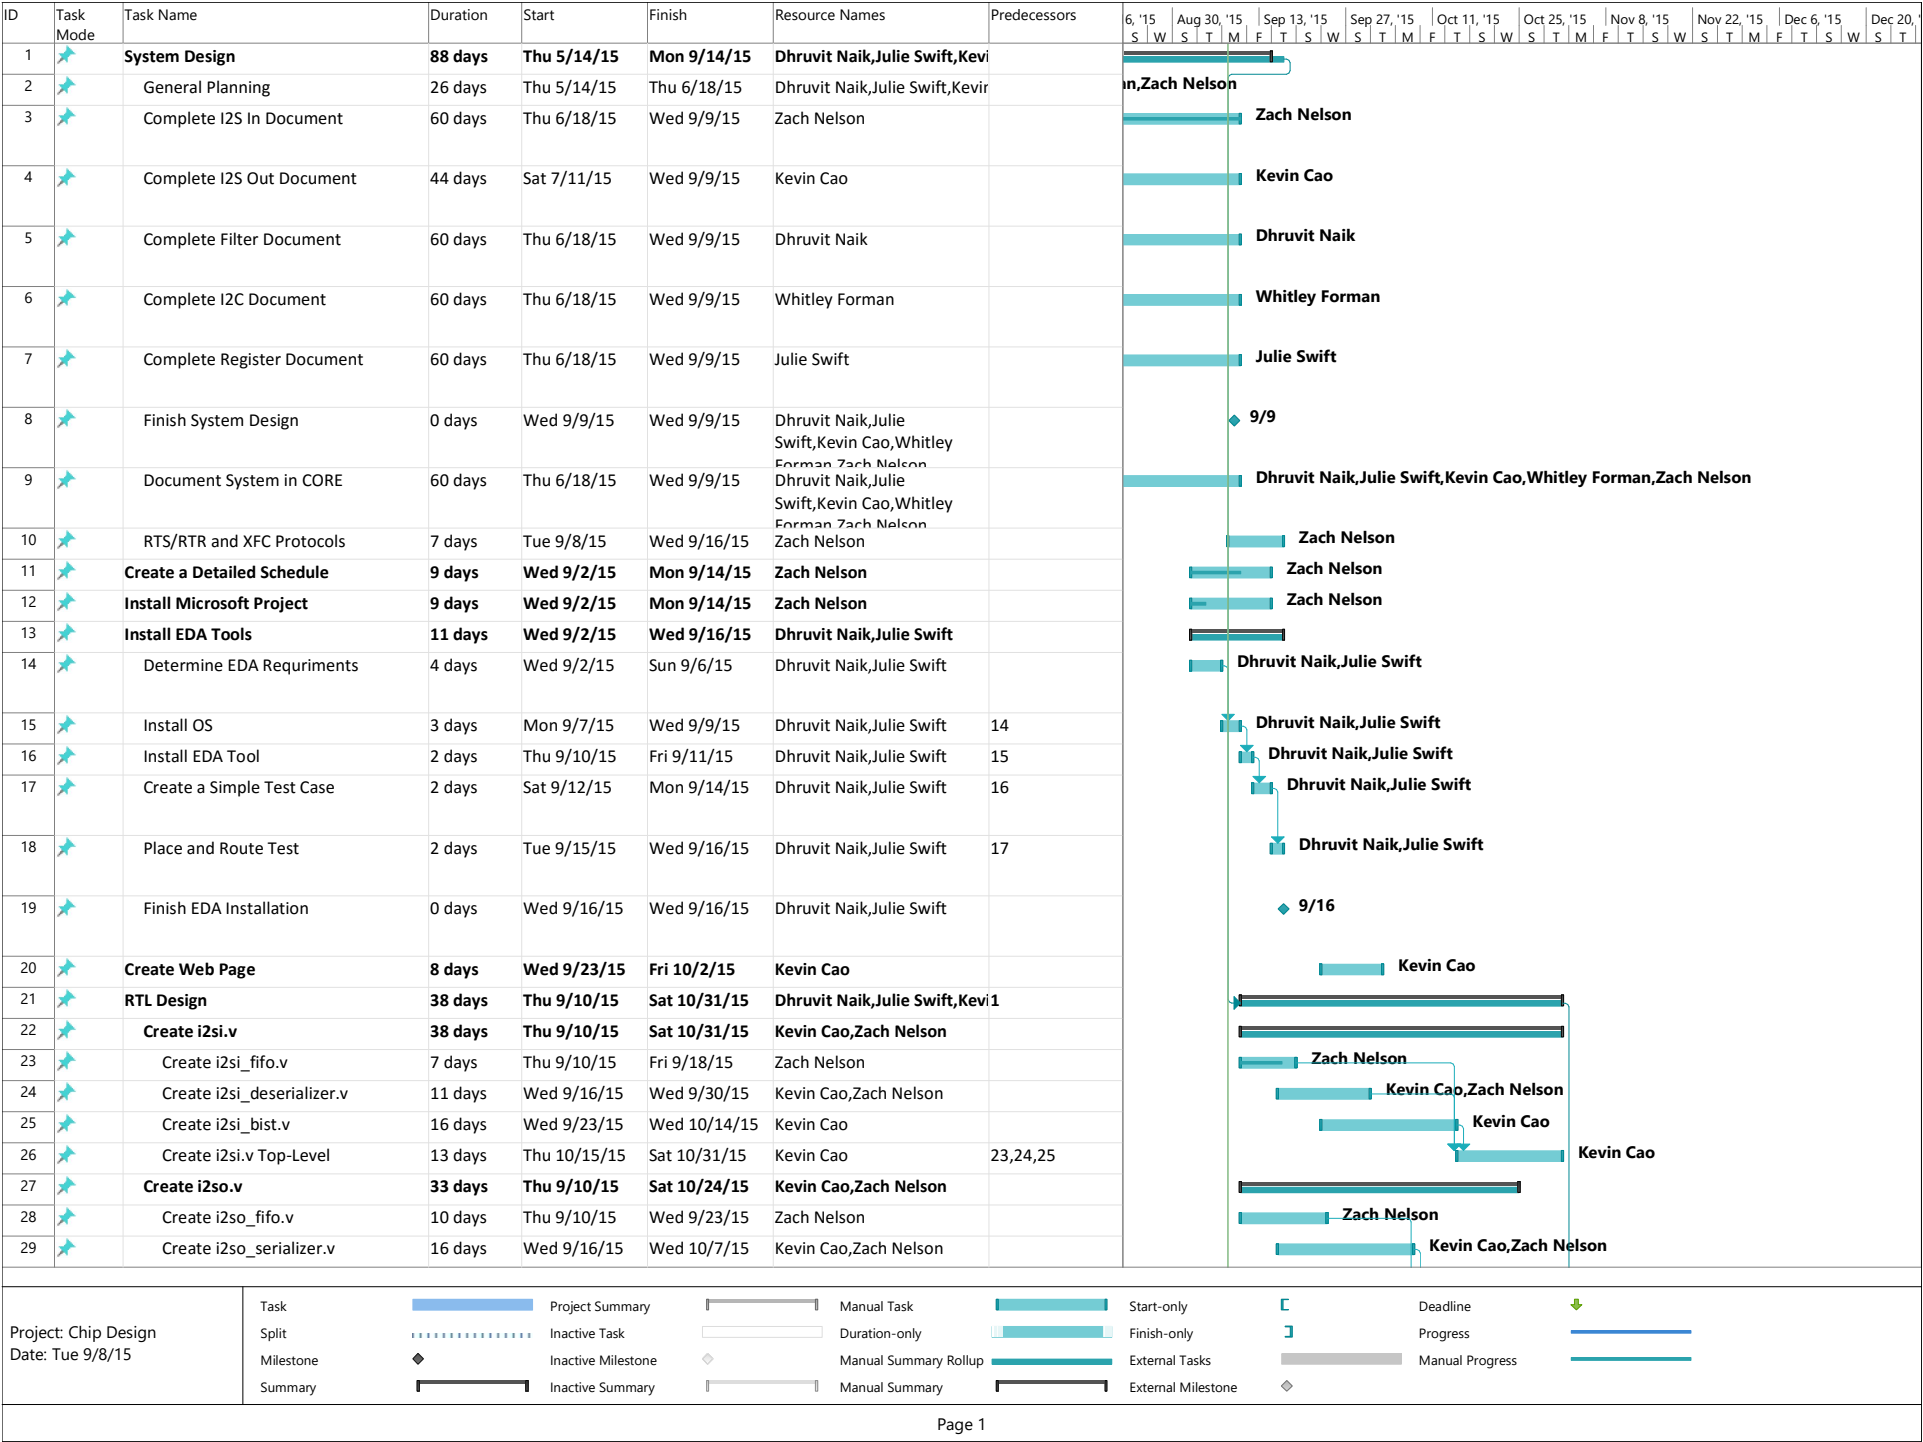 ID Task Mode Task Name Duration Start Finish Resource Names Predecessors
6, '15 Aug 30, '15 Sep 13, '15 Sep 27, '15 Oct 11, '15 Oct 25, '15 Nov 8, '15 Nov 22, '15 Dec 6, '15 Dec 20, '
S W S T M F T S W T M F S W S T M F T S W T M F S W S T
1 System Design 88 days Thu 5/14/15 Mon 9/14/15 Dhruvit Naik,Julie Swift,Kevi
2 General Planning 26 days Thu 5/14/15 Thu 6/18/15 Dhruvit Naik,Julie Swift,Kevin an,Zach Nelson
3 Complete I2S In Document 60 days Thu 6/18/15 Wed 9/9/15 Zach Nelson Zach Nelson
4 Complete I2S Out Document 44 days Sat 7/11/15 Wed 9/9/15 Kevin Cao Kevin Cao
5 Complete Filter Document 60 days Thu 6/18/15 Wed 9/9/15 Dhruvit Naik Dhruvit Naik
6 Complete I2C Document 60 days Thu 6/18/15 Wed 9/9/15 Whitley Forman Whitley Forman
7 Complete Register Document 60 days Thu 6/18/15 Wed 9/9/15 Julie Swift Julie Swift
8 Finish System Design 0 days Wed 9/9/15 Wed 9/9/15 Dhruvit Naik,Julie 9/9
Swift,Kevin Cao,Whitley
Forman,Zach Nelson
9 Document System in CORE 60 days Thu 6/18/15 Wed 9/9/15 Dhruvit Naik,Julie Dhruvit Naik,Julie Swift,Kevin Cao,Whitley Forman,Zach Nelson
Swift,Kevin Cao,Whitley
Forman,Zach Nelson
10 RTS/RTR and XFC Protocols 7 days Tue 9/8/15 Wed 9/16/15 Zach Nelson Zach Nelson
11 Create a Detailed Schedule 9 days Wed 9/2/15 Mon 9/14/15 Zach Nelson Zach Nelson
12 Install Microsoft Project 9 days Wed 9/2/15 Mon 9/14/15 Zach Nelson Zach Nelson
13 Install EDA Tools 11 days Wed 9/2/15 Wed 9/16/15 Dhruvit Naik,Julie Swift
14 Determine EDA Requriments 4 days Wed 9/2/15 Sun 9/6/15 Dhruvit Naik,Julie Swift Dhruvit Naik,Julie Swift
15 Install OS 3 days Mon 9/7/15 Wed 9/9/15 Dhruvit Naik,Julie Swift 14 Dhruvit Naik,Julie Swift
16 Install EDA Tool 2 days Thu 9/10/15 Fri 9/11/15 Dhruvit Naik,Julie Swift 15 Dhruvit Naik,Julie Swift
17 Create a Simple Test Case 2 days Sat 9/12/15 Mon 9/14/15 Dhruvit Naik,Julie Swift 16 Dhruvit Naik,Julie Swift
18 Place and Route Test 2 days Tue 9/15/15 Wed 9/16/15 Dhruvit Naik,Julie Swift 17 Dhruvit Naik,Julie Swift
19 Finish EDA Installation 0 days Wed 9/16/15 Wed 9/16/15 Dhruvit Naik,Julie Swift 9/16
20 Create Web Page 8 days Wed 9/23/15 Fri 10/2/15 Kevin Cao Kevin Cao
21 RTL Design 38 days Thu 9/10/15 Sat 10/31/15 Dhruvit Naik,Julie Swift,Kevi 1
22 Create i2si.v 38 days Thu 9/10/15 Sat 10/31/15 Kevin Cao,Zach Nelson
23 Create i2si_fifo.v 7 days Thu 9/10/15 Fri 9/18/15 Zach Nelson Zach Nelson
24 Create i2si_deserializer.v 11 days Wed 9/16/15 Wed 9/30/15 Kevin Cao,Zach Nelson Kevin Cao,Zach Nelson
25 Create i2si_bist.v 16 days Wed 9/23/15 Wed 10/14/15 Kevin Cao Kevin Cao
26 Create i2si.v Top-Level 13 days Thu 10/15/15 Sat 10/31/15 Kevin Cao 23,24,25 Kevin Cao
27 Create i2so.v 33 days Thu 9/10/15 Sat 10/24/15 Kevin Cao,Zach Nelson
28 Create i2so_fifo.v 10 days Thu 9/10/15 Wed 9/23/15 Zach Nelson Zach Nelson
29 Create i2so_serializer.v 16 days Wed 9/16/15 Wed 10/7/15 Kevin Cao,Zach Nelson Kevin Cao,Zach Nelson
Project: Chip Design
Date: Tue 9/8/15
Task Project Summary Manual Task Start-only Deadline
Split Inactive Task Duration-only Finish-only Progress
Milestone Inactive Milestone Manual Summary Rollup External Tasks Manual Progress
Summary Inactive Summary Manual Summary External Milestone
Page 1